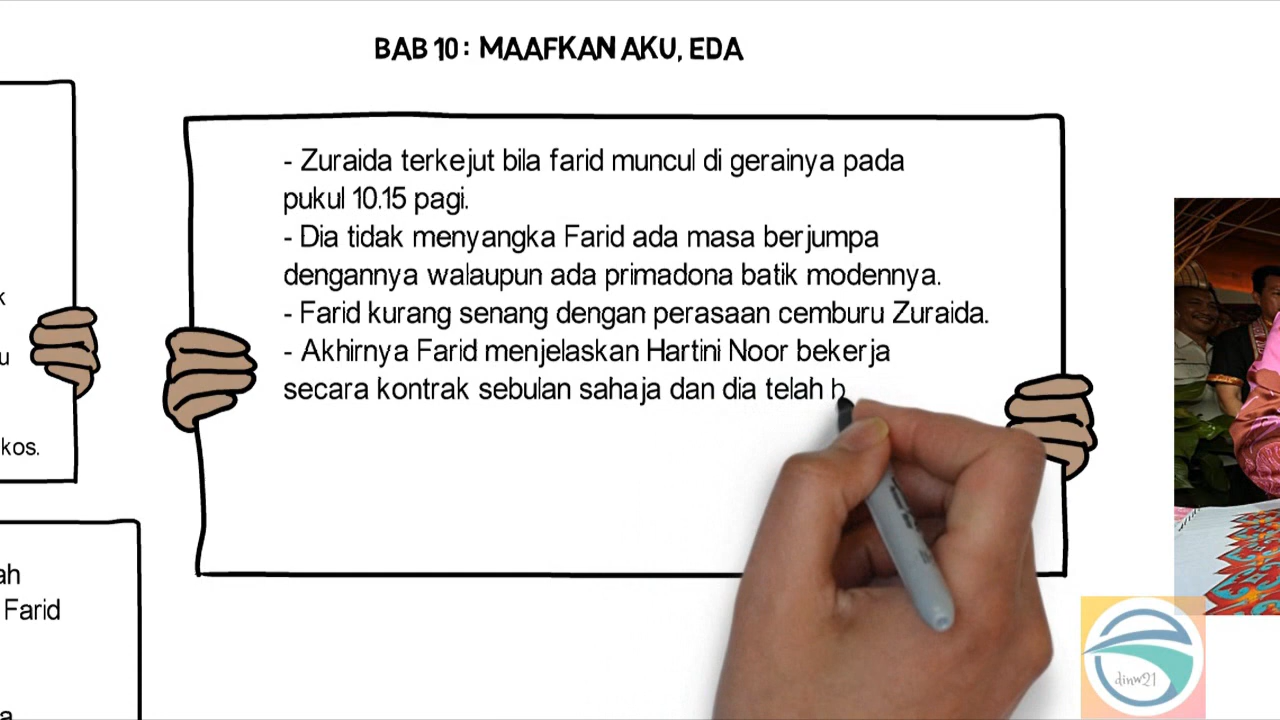 BAB 10 : MAAFKAN AKU, EDA
- Zuraida terkejut bila farid muncul di gerainya pada
pukul 10.15 pagi.
- Dia tidak menyangka Farid ada masa berjumpa
dengannya walaupun ada primadona batik modennya.
- Farid kurang senang dengan perasaan cemburu Zuraida.
- Akhirnya Farid menjelaskan Hartini Noor bekerja
secara kontrak sebulan sahaja dan dia telah b
k
u
kos.
ah
Farid
a
dinw21